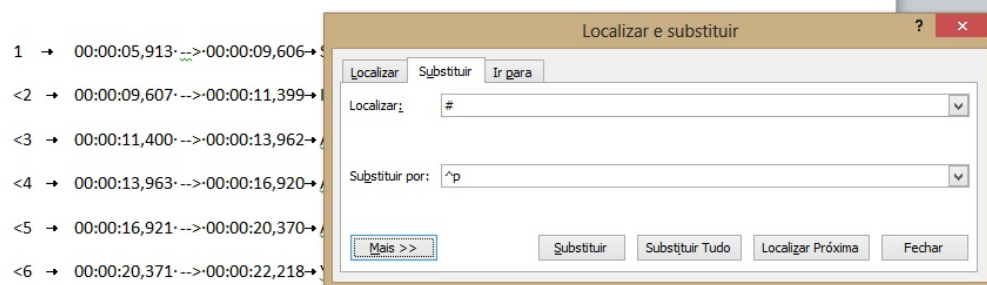 Localizar e substituir ? ×
1 → 00:00:05,913·-->·00:00:09,606→
Localizar Substituir Ir para
<2 → 00:00:09,607·-->·00:00:11,399→
Localizar: #
<3 → 00:00:11,400·-->·00:00:13,962→
<4 → 00:00:13,963·-->·00:00:16,920→
Substituir por: ^p
<5 → 00:00:16,921·-->·00:00:20,370→
Mais >> Substituir Substituir Tudo Localizar Próxima Fechar
<6 → 00:00:20,371·-->·00:00:22,218→